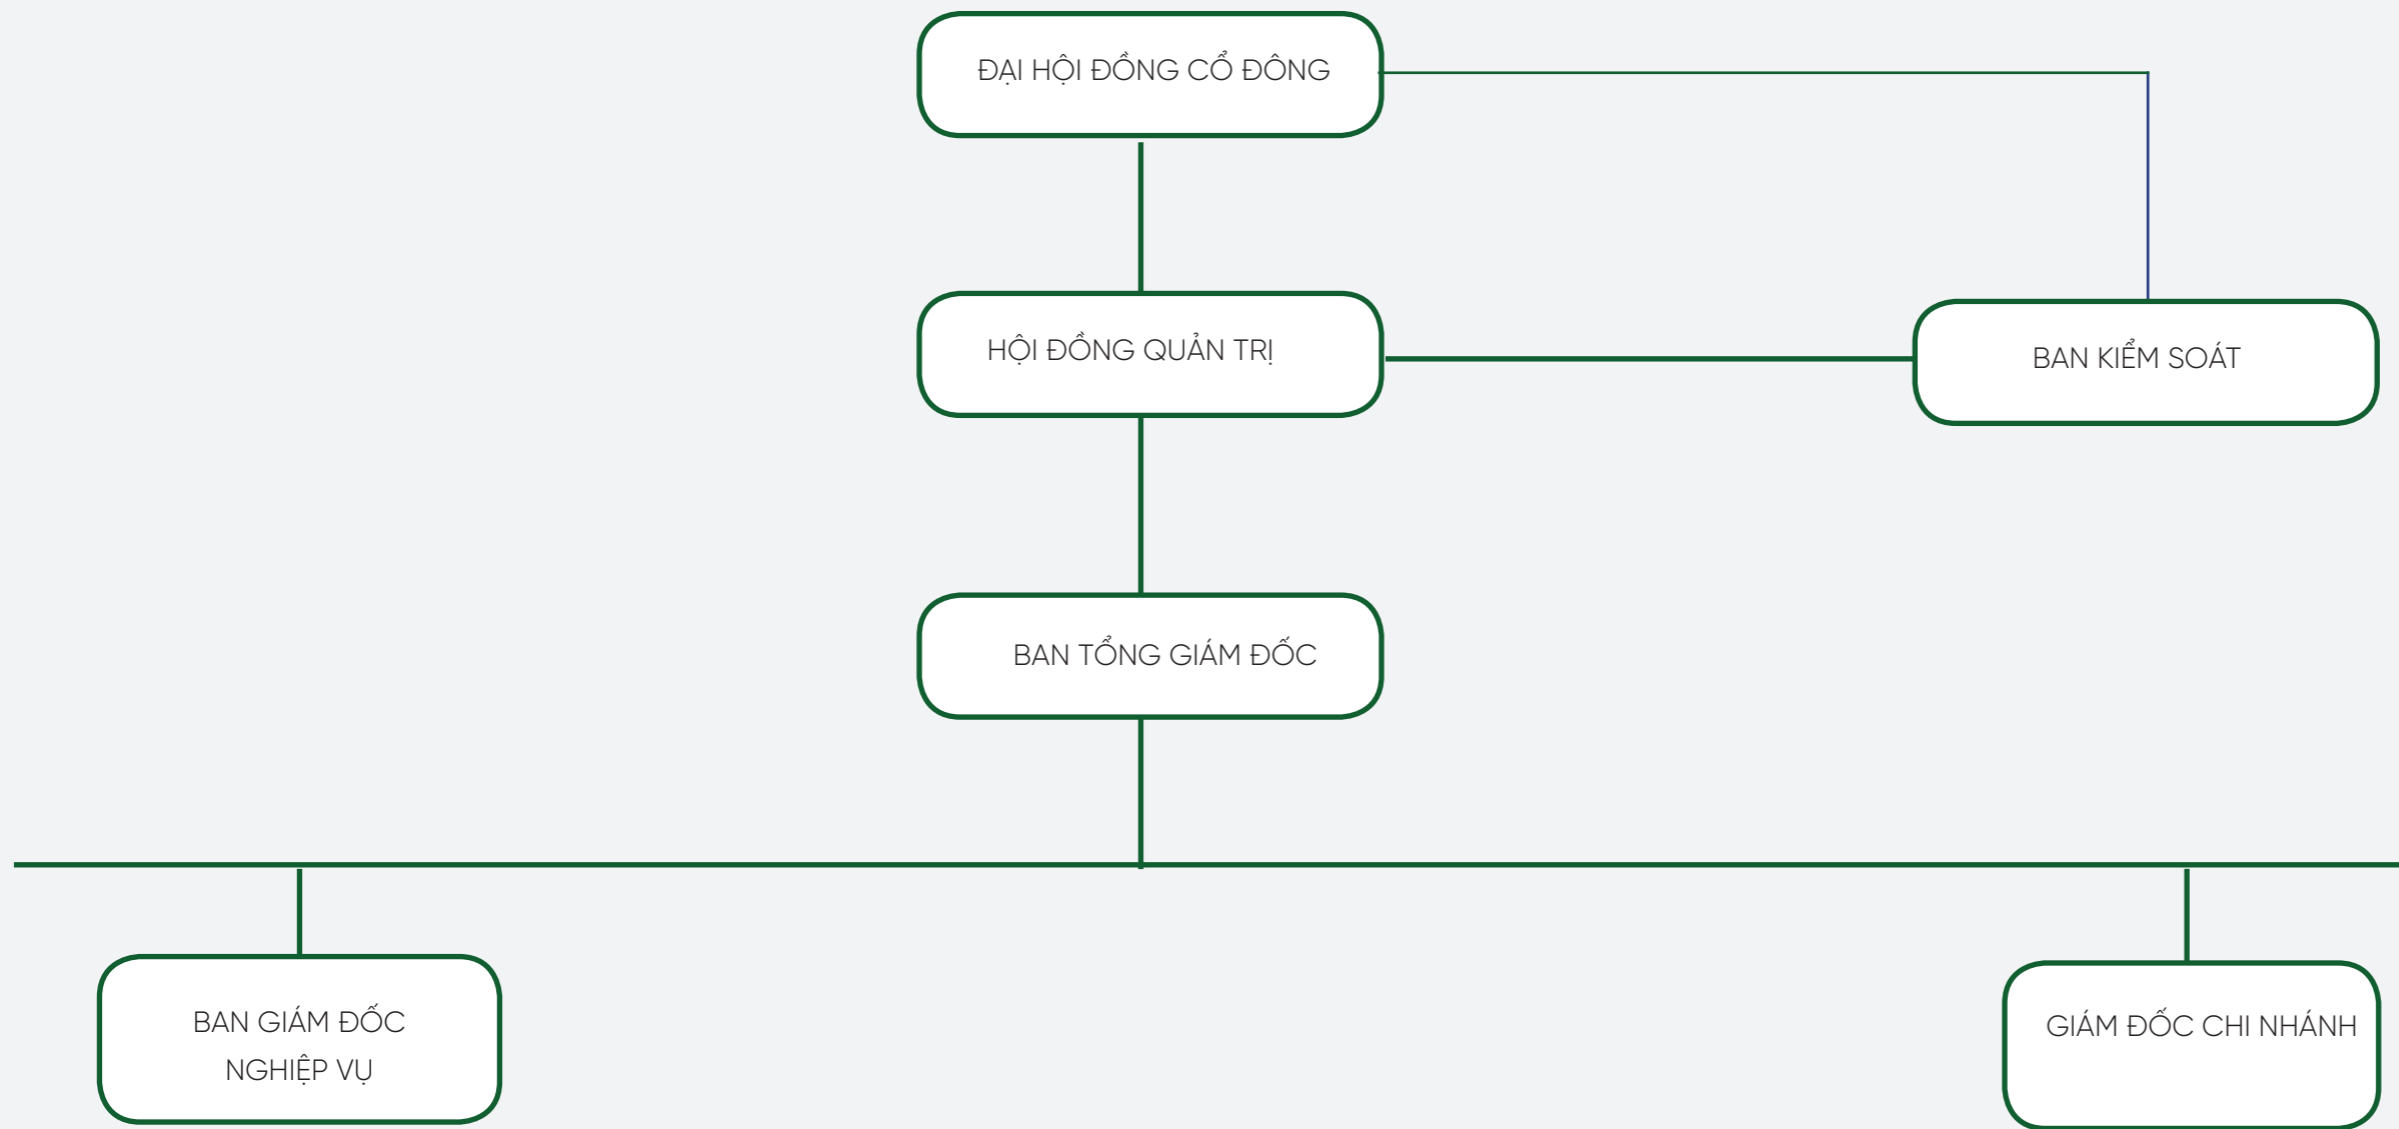 ĐẠI HỘI ĐỒNG CỔ ĐÔNG
HỘI ĐỒNG QUẢN TRỊ
BAN KIỂM SOÁT
BAN TỔNG GIÁM ĐỐC
BAN GIÁM ĐỐC
NGHIỆP VỤ
GIÁM ĐỐC CHI NHÁNH